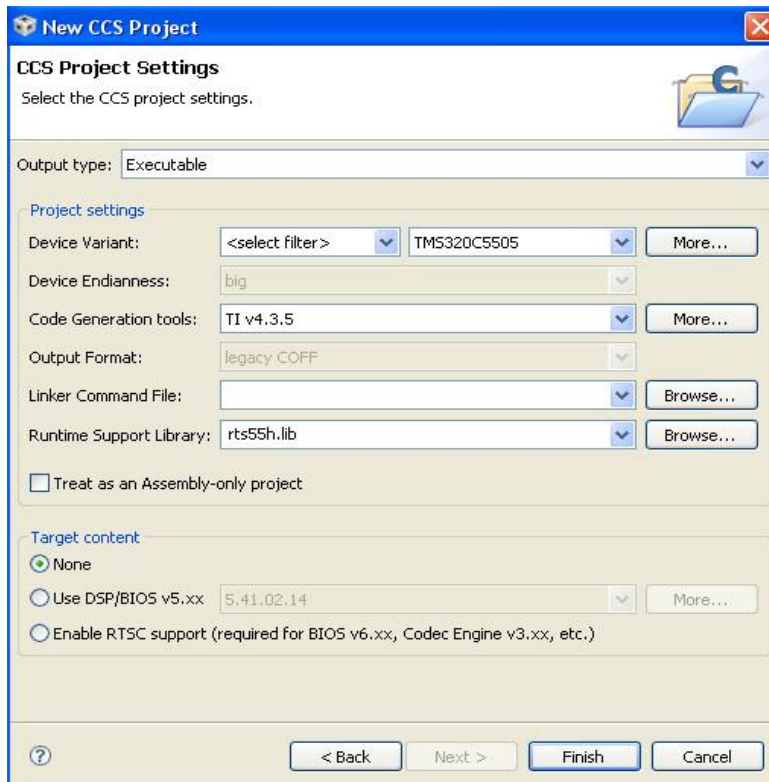 New CCS Project
CCS Project Settings
Select the CCS project settings.
Output type: Executable
Project settings
Device Variant: <select filter> TMS320C5505 More...
Device Endianness: big
Code Generation tools: TI v4.3.5 More...
Output Format: legacy COFF
Linker Command File: Browse...
Runtime Support Library: rts55h.lib Browse...
Treat as an Assembly-only project
Target content
None
Use DSP/BIOS v5.xx 5.41.02.14 More...
Enable RTSC support (required for BIOS v6.xx, Codec Engine v3.xx, etc.)
? < Back Next > Finish Cancel